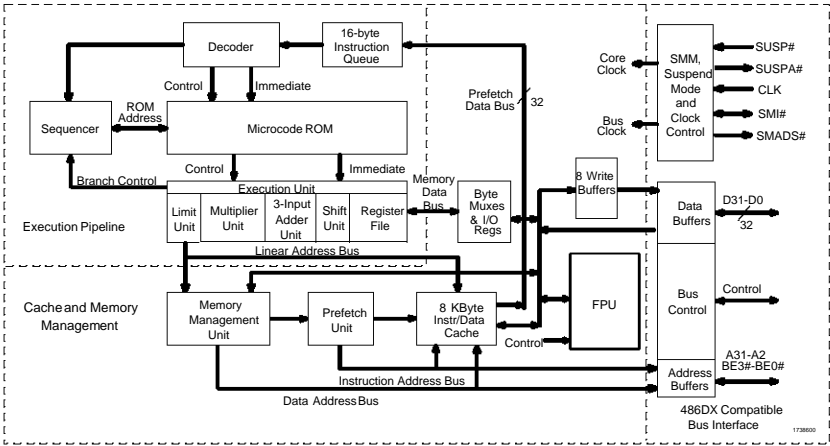 Decoder
16-byte
Instruction
Queue
Core
Clock
SMM,
Suspend
Mode
and
Clock
Control
SUSP#
SUSPA#
CLK
SMI#
SMADS#
Control
Immediate
Prefetch
Data Bus
32
Bus
Clock
Sequencer
ROM
Address
Microcode ROM
Control
Immediate
Branch Control
Memory
Data
Bus
8 Write
Buffers
Execution Unit
Limit
Unit
Multiplier
Unit
3-Input
Adder
Unit
Shift
Unit
Register
File
Byte
Muxes
& I/O
Regs
Data
Buffers
D31-D0
32
Execution Pipeline
Linear Address Bus
Cache and Memory
Management
Memory
Management
Unit
Prefetch
Unit
8 KByte
Instr/Data
Cache
FPU
Bus
Control
Control
Control
Instruction Address Bus
Data Address Bus
Address
Buffers
A31-A2
BE3#-BE0#
486DX Compatible
Bus Interface
1738600